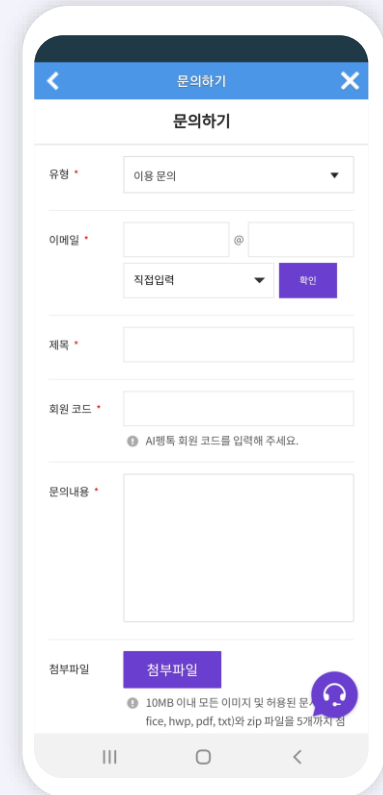 문의하기
문의하기
유형 *
이용 문의
이메일 *
@
직접입력
확인
제목 *
회원 코드 *
AI펭톡 회원 코드를 입력해 주세요.
문의내용 *
첨부파일
첨부파일
10MB 이내 모든 이미지 및 허용된
fice, hwp, pdf, txt)와 zip 파일을 5개까지 첨